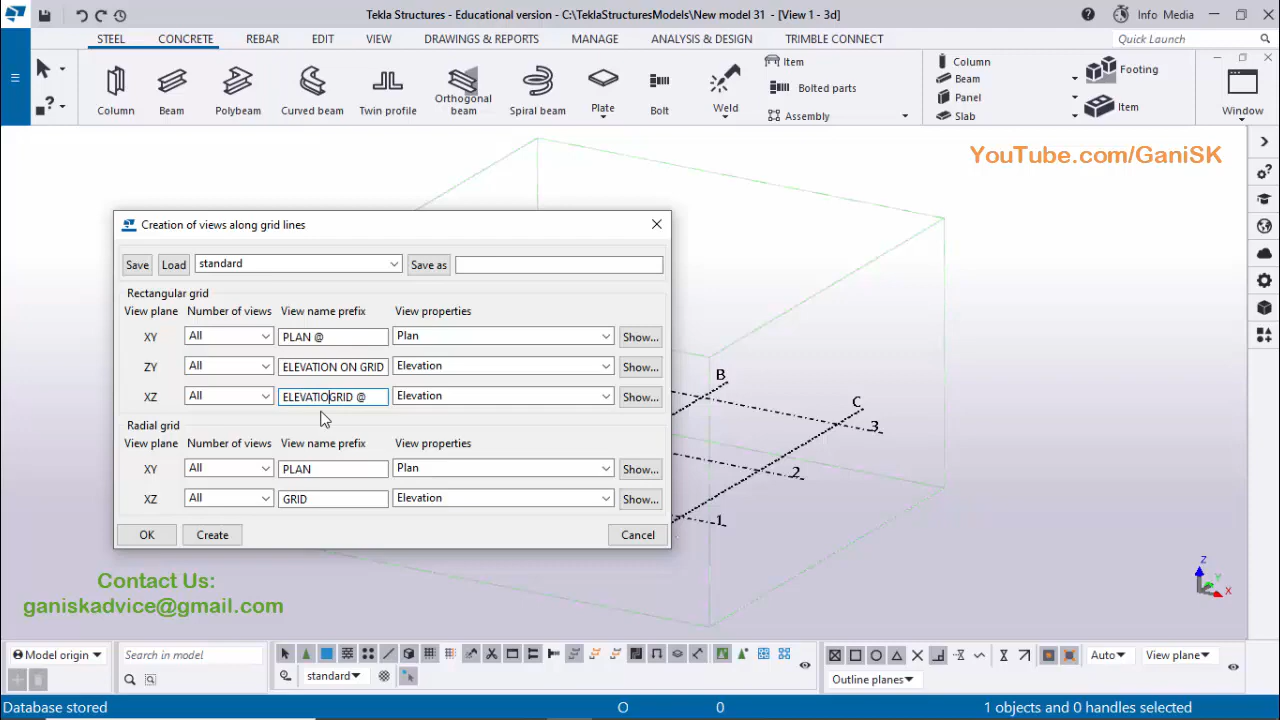 Tekla Structures - Educational version - C:\TeklaStructuresModels\New model 31 - [View 1 - 3d]
Info Media
STEEL CONCRETE REBAR EDIT VIEW DRAWINGS & REPORTS MANAGE ANALYSIS & DESIGN TRIMBLE CONNECT
Quick Launch
Column Beam Polybeam Curved beam Twin profile Orthogonal beam Spiral beam Plate Bolt Weld
Item
Bolted parts
Assembly
Column
Beam
Panel
Slab
Footing
Item
Window
YouTube.com/GaniSK
Creation of views along grid lines
Save Load standard Save as
Rectangular grid
View plane Number of views View name prefix View properties
XY All PLAN @ Plan Show...
ZY All ELEVATION ON GRID Elevation Show...
XZ All ELEVATIOGRID @ Elevation Show...
Radial grid
View plane Number of views View name prefix View properties
XY All PLAN Plan Show...
XZ All GRID Elevation Show...
OK Create Cancel
B
C
3
2
1
Z
Y
X
Contact Us:
ganiskadvice@gmail.com
Model origin
Search in model
standard
Auto
View plane
Outline planes
Database stored
O
0
1 objects and 0 handles selected